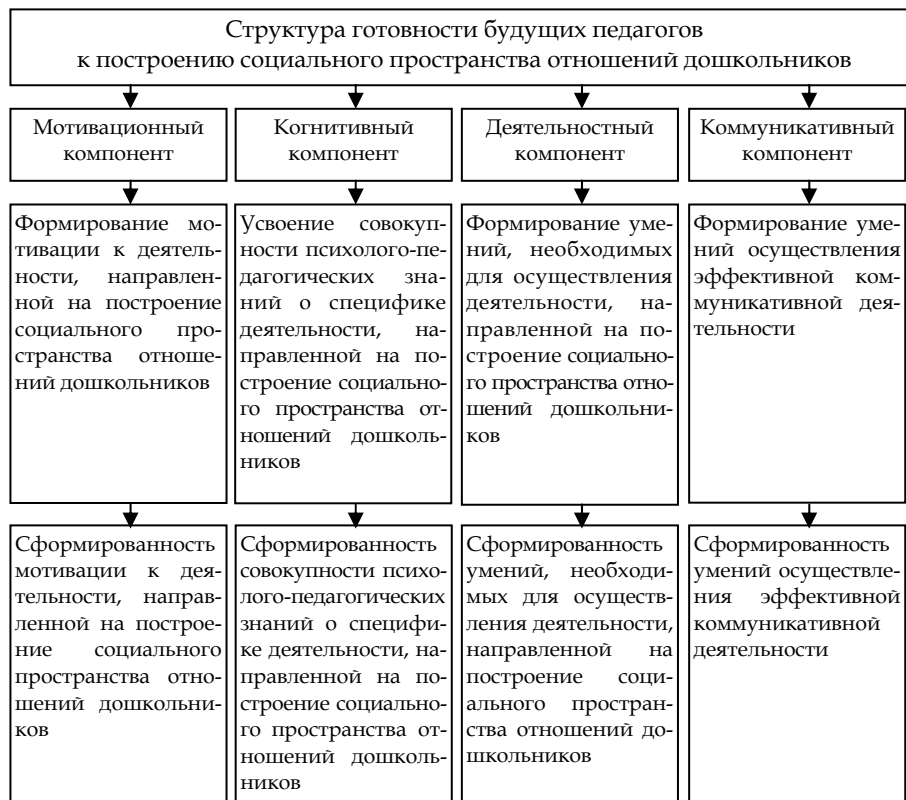 Структура готовности будущих педагогов
к построению социального пространства отношений дошкольников
Мотивационный
компонент
Когнитивный
компонент
Деятельностный
компонент
Коммуникативный
компонент
Формирование мо-
тивации к деятель-
ности, направлен-
ной на построение
социального про-
странства отноше-
ний дошкольников
Усвоение совокуп-
ности психолого-пе-
дагогических зна-
ний о специфике
деятельности, на-
правленной на по-
строение социально-
го пространства от-
ношений дошколь-
ников
Формирование уме-
ний, необходимых
для осуществления
деятельности, на-
правленной на по-
строение социально-
го пространства отно-
шений дошкольни-
ков
Формирование уме-
ний осуществления
эффективной ком-
муникативной дея-
тельности
Сформированность
мотивации к дея-
тельности, направ-
ленной на построе-
ние социального
пространства отно-
шений дошкольни-
ков
Сформированность
совокупности психо-
лого-педагогических
знаний о специфи-
ке деятельности, на-
правленной на по-
строение социально-
го пространства от-
ношений дошколь-
ников
Сформированность
умений, необходи-
мых для осуществ-
ления деятельности,
направленной на
построение соци-
ального простран-
ства отношений до-
школьников
Сформированность
умений осуществле-
ния эффективной
коммуникативной
деятельности